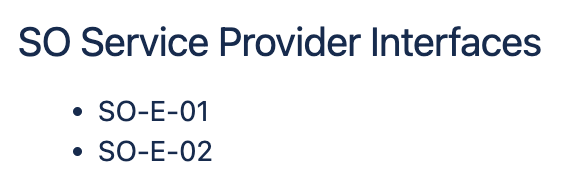 SO Service Provider Interfaces
• SO-E-01
• SO-E-02